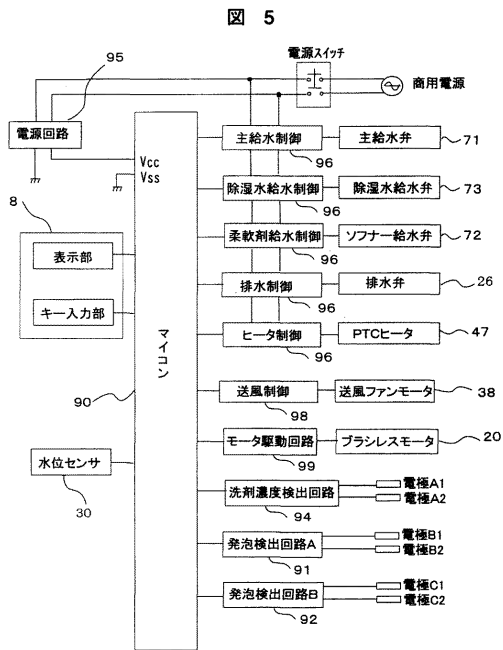 図 5
電源スイッチ
商用電源
95
電源回路
Vcc
Vss
8
表示部
キー入力部
マイコン
90
水位センサ
30
主給水制御
96
主給水弁
71
除湿水給水制御
96
除湿水給水弁
73
柔軟剤給水制御
96
ソフナー給水弁
72
排水制御
96
排水弁
26
ヒータ制御
96
PTCヒータ
47
送風制御
98
送風ファンモータ
38
モータ駆動回路
99
ブラシレスモータ
20
洗剤濃度検出回路
94
電極A1
電極A2
発泡検出回路A
91
電極B1
電極B2
発泡検出回路B
92
電極C1
電極C2